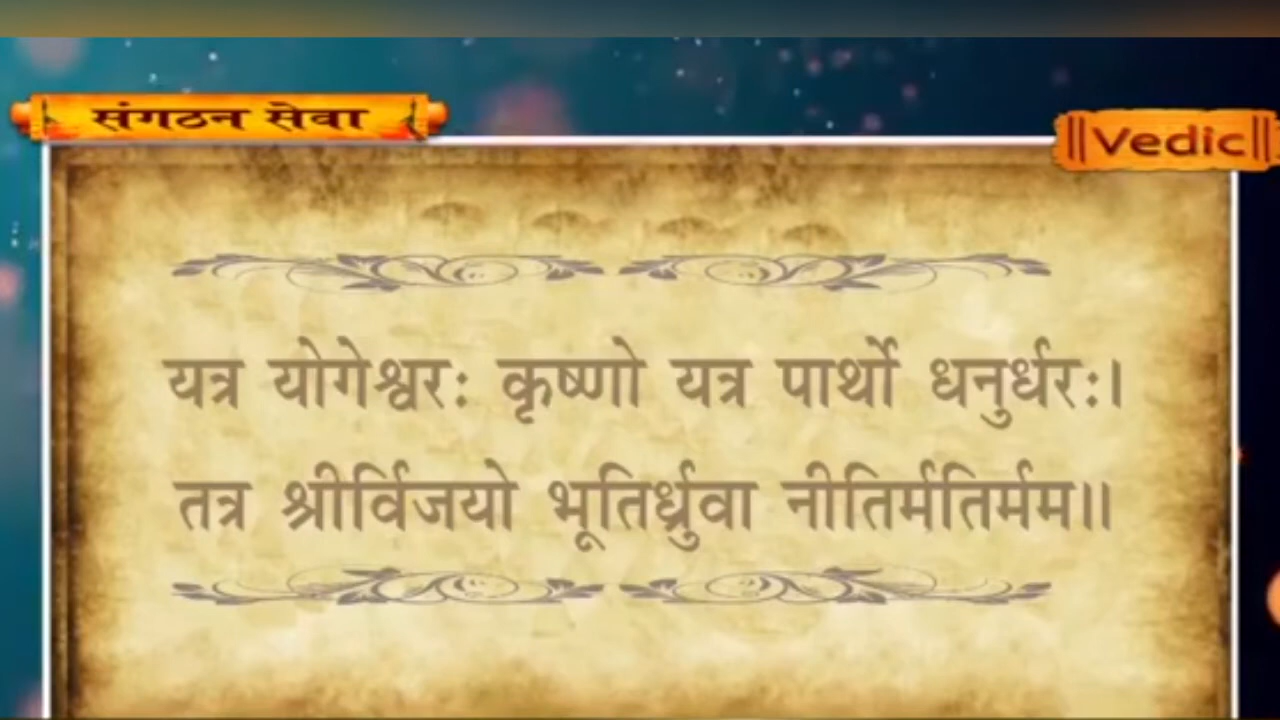 संगठन सेवा
||Vedic||
यत्र योगेश्वरः कृष्णो यत्र पार्थो धनुर्धरः।
तत्र श्रीर्विजयो भूतिर्ध्रुवा नीतिर्मतिर्मम॥